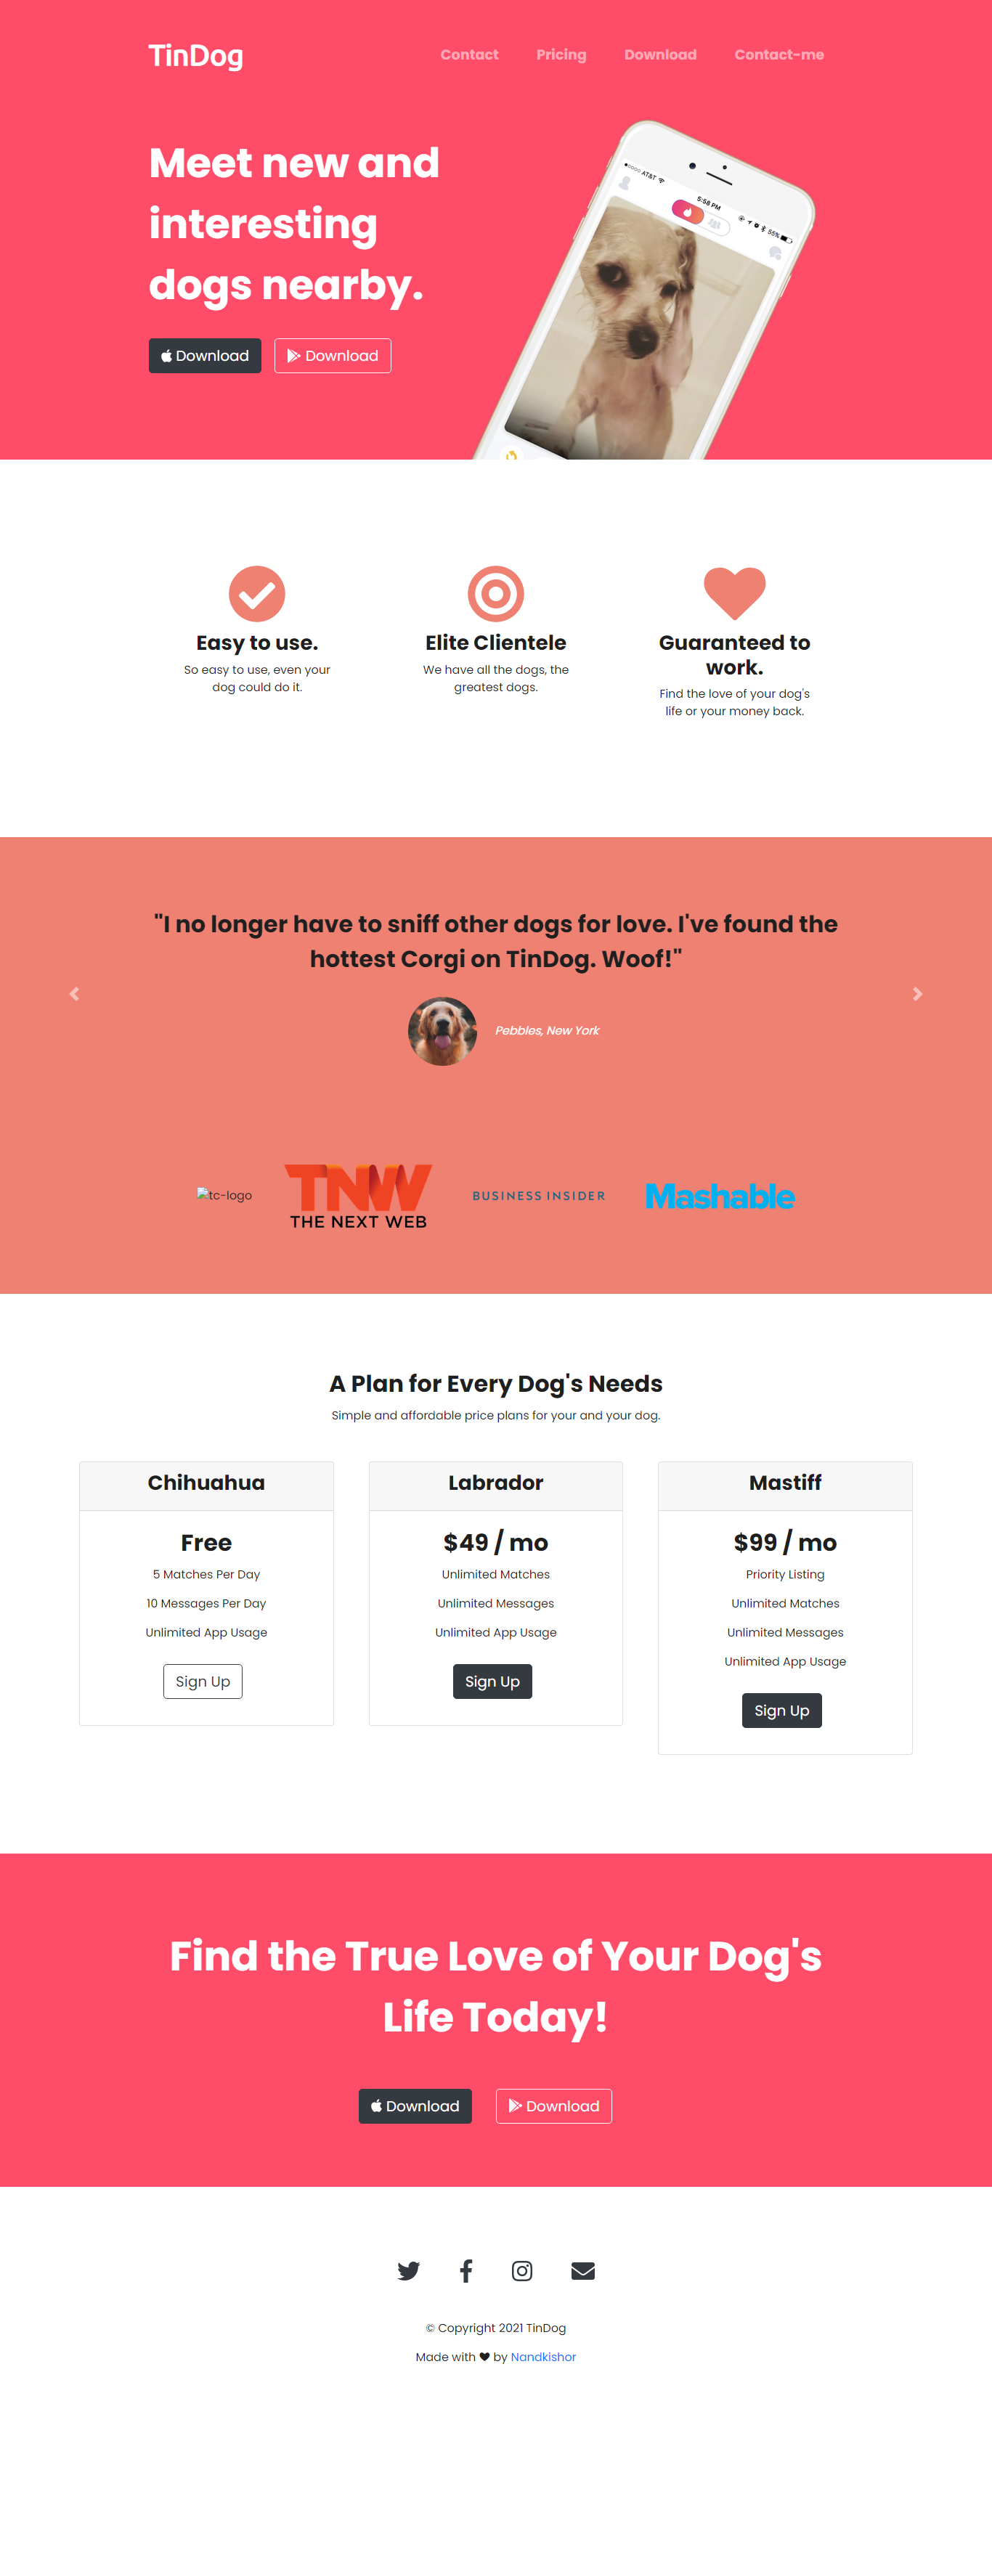 TinDog
Contact Pricing Download Contact-me
Meet new and
interesting
dogs nearby.
Download Download
AT&T 5:58 PM 55%
Easy to use.
So easy to use, even your
dog could do it.
Elite Clientele
We have all the dogs, the
greatest dogs.
Guaranteed to
work.
Find the love of your dog's
life or your money back.
"I no longer have to sniff other dogs for love. I've found the
hottest Corgi on TinDog. Woof!"
Pebbles, New York
tc-logo
TNW
THE NEXT WEB
BUSINESS INSIDER
Mashable
A Plan for Every Dog's Needs
Simple and affordable price plans for your and your dog.
Chihuahua
Free
5 Matches Per Day
10 Messages Per Day
Unlimited App Usage
Sign Up
Labrador
$49 / mo
Unlimited Matches
Unlimited Messages
Unlimited App Usage
Sign Up
Mastiff
$99 / mo
Priority Listing
Unlimited Matches
Unlimited Messages
Unlimited App Usage
Sign Up
Find the True Love of Your Dog's
Life Today!
Download Download
© Copyright 2021 TinDog
Made with ♥ by Nandkishor